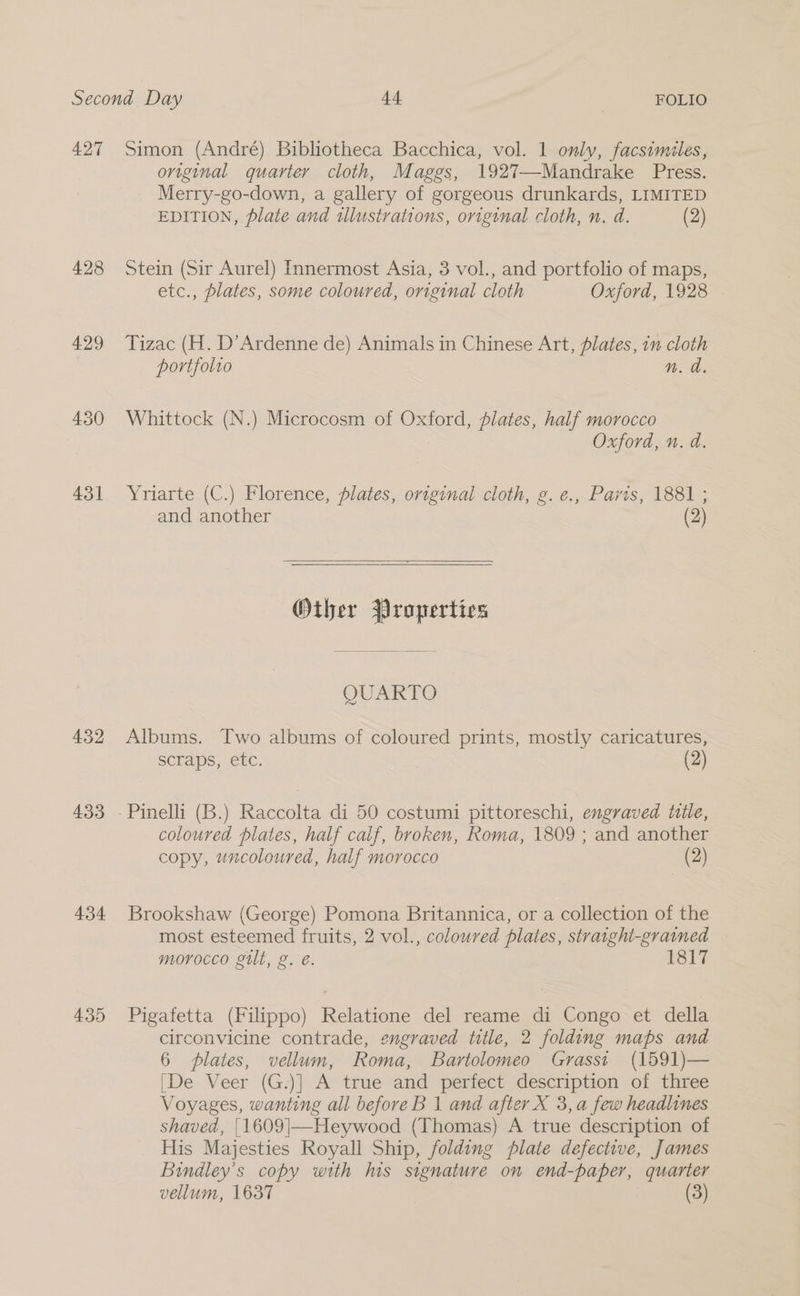 Second Day 44 FOLIO
427 Simon (André) Bibliotheca Bacchica, vol. 1 only, facsimiles,
original quarter cloth, Maggs, 1927—Mandrake Press.
Merry-go-down, a gallery of gorgeous drunkards, LIMITED
EDITION, plate and illustrations, original cloth, n. d. (2)
428 Stein (Sir Aurel) Innermost Asia, 3 vol., and portfolio of maps,
etc., plates, some coloured, original cloth Oxford, 1928
429 Tizac (H. D'Ardenne de) Animals in Chinese Art, plates, in cloth
portfolio n. d.
430 Whittock (N.) Microcosm of Oxford, plates, half morocco
Oxford, n. d.
431 Yriarte (C.) Florence, plates, original cloth, g. e., Paris, 1881 ;
and another (2)
Other Properties
QUARTO
432 Albums. Two albums of coloured prints, mostly caricatures,
scraps, etc. (2)
433 Pinelli (B.) Raccolta di 50 costumi pittoreschi, engraved title,
coloured plates, half calf, broken, Roma, 1809 ; and another
copy, uncoloured, half morocco (2)
434 Brookshaw (George) Pomona Britannica, or a collection of the
most esteemed fruits, 2 vol., coloured plates, straight-grained
morocco gilt, g. e. 1817
435 Pigafetta (Filippo) Relatione del reame di Congo et della
circonvicine contrade, engraved title, 2 folding maps and
6 plates, vellum, Roma, Bartolomeo Grassi (1591)—
[De Veer (G.)] A true and perfect description of three
Voyages, wanting all before B 1 and after X 3, a few headlines
shaved, [1609]—Heywood (Thomas) A true description of
His Majesties Royall Ship, folding plate defective, James
Bindley's copy with his signature on end-paper, quarter
vellum, 1637 (3)